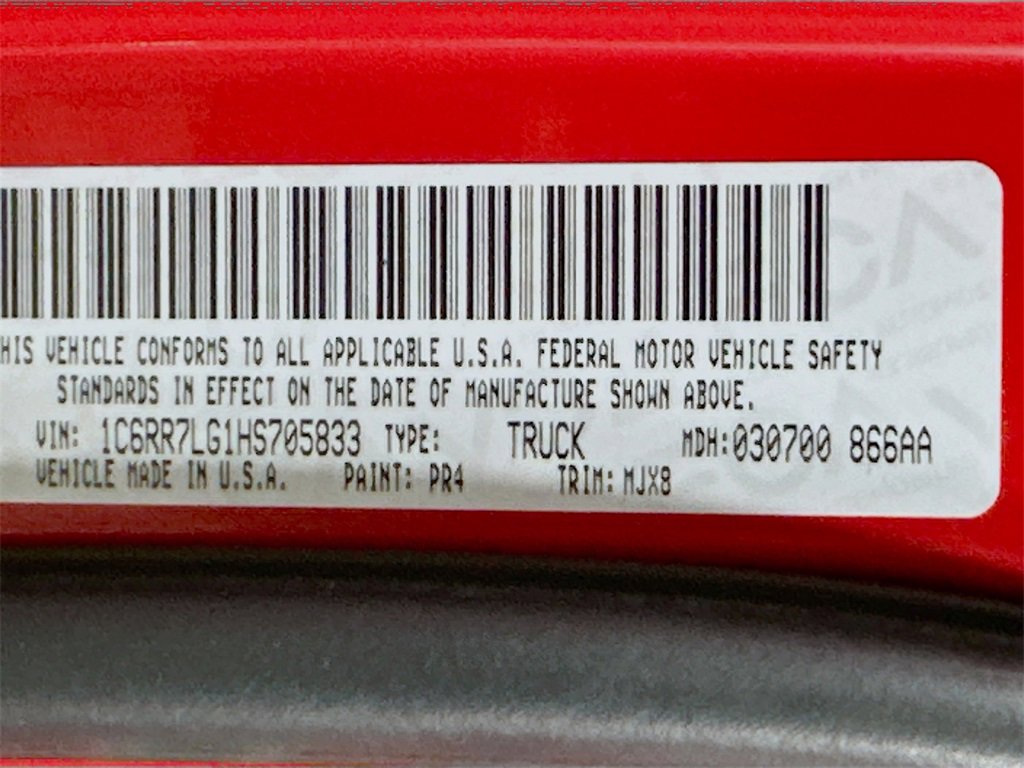 HIS VEHICLE CONFORMS TO ALL APPLICABLE U.S.A. FEDERAL MOTOR VEHICLE SAFETY
STANDARDS IN EFFECT ON THE DATE OF MANUFACTURE SHOWN ABOVE.
VIN: 1C6RR7LG1HS705833 TYPE: TRUCK MDH:030700 866AA
VEHICLE MADE IN U.S.A. PAINT: PR4 TRIM: MJX8